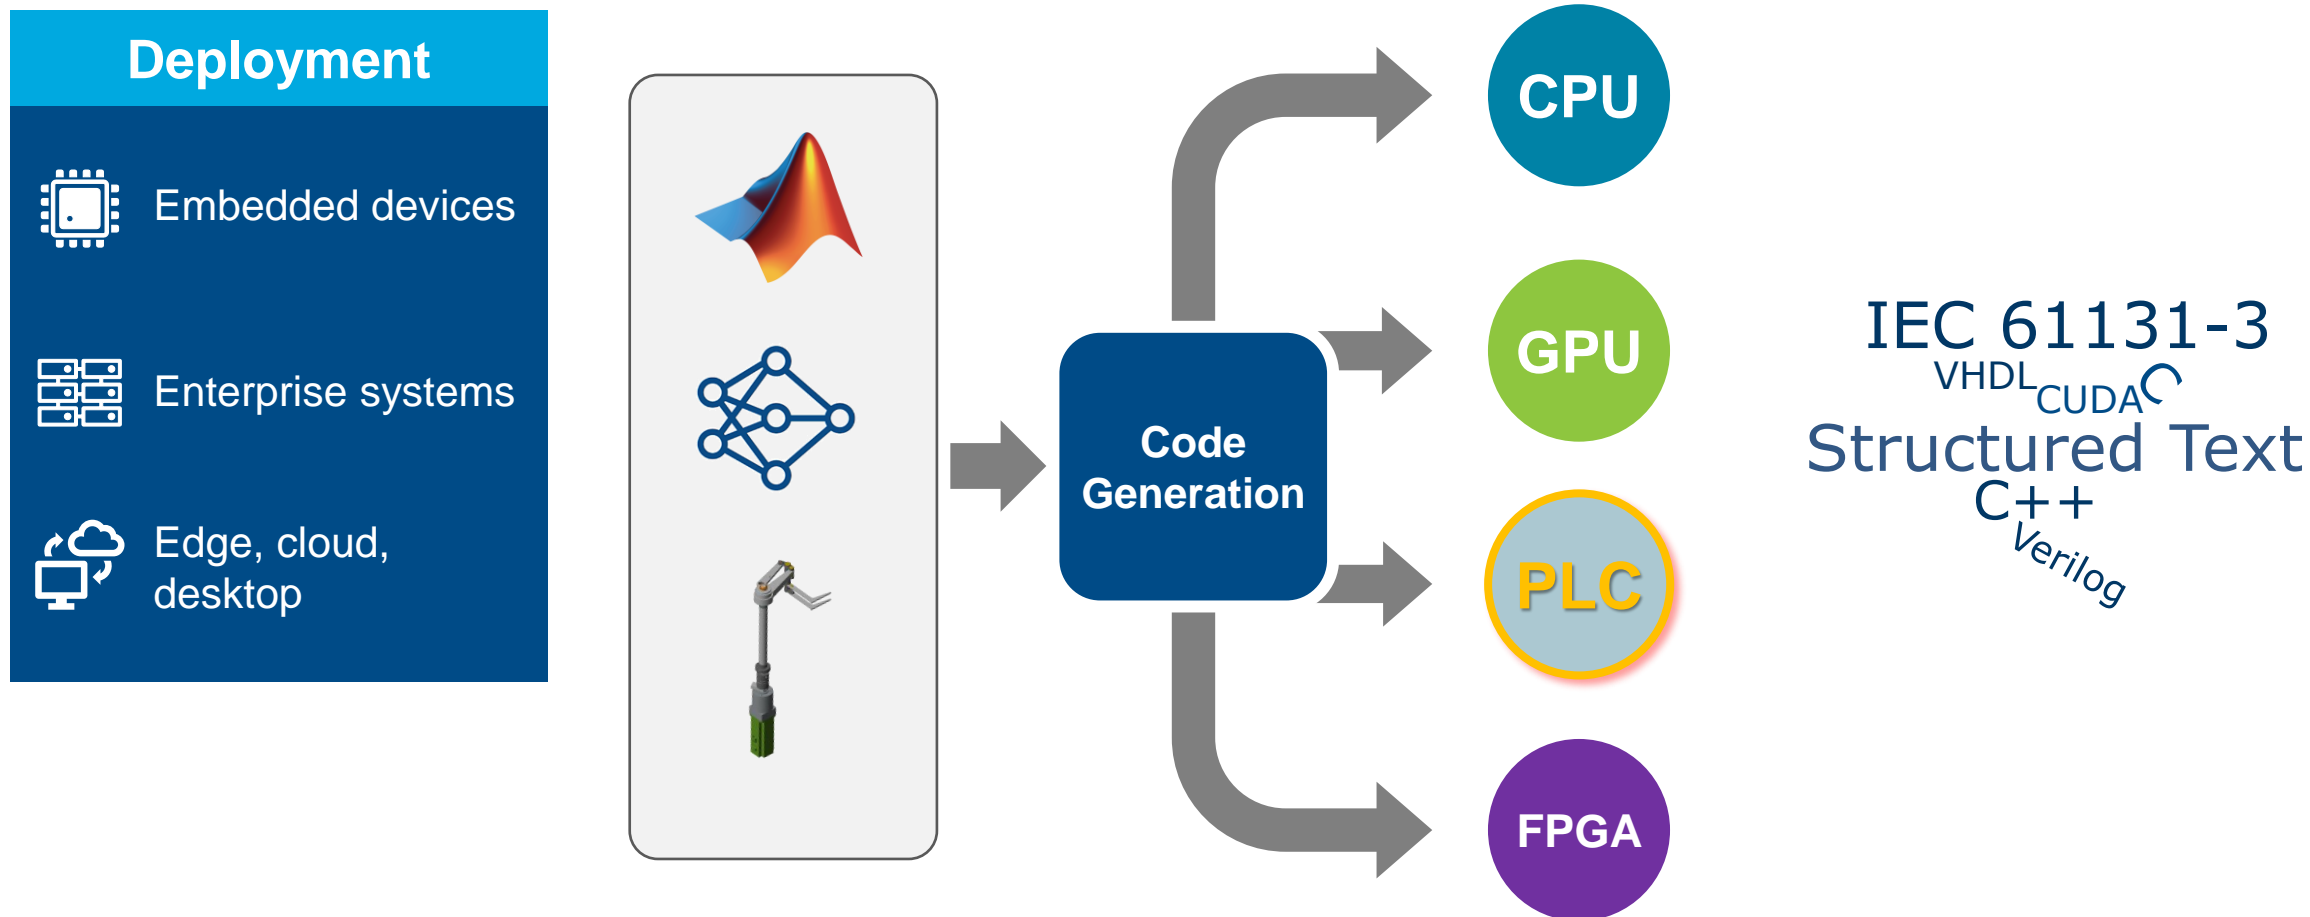 Deployment
Embedded devices
Enterprise systems
Edge, cloud,
desktop
Code
Generation
CPU
GPU
PLC
FPGA
IEC 61131-3
VHDL
CUDA
C
Structured Text
C++
Verilog